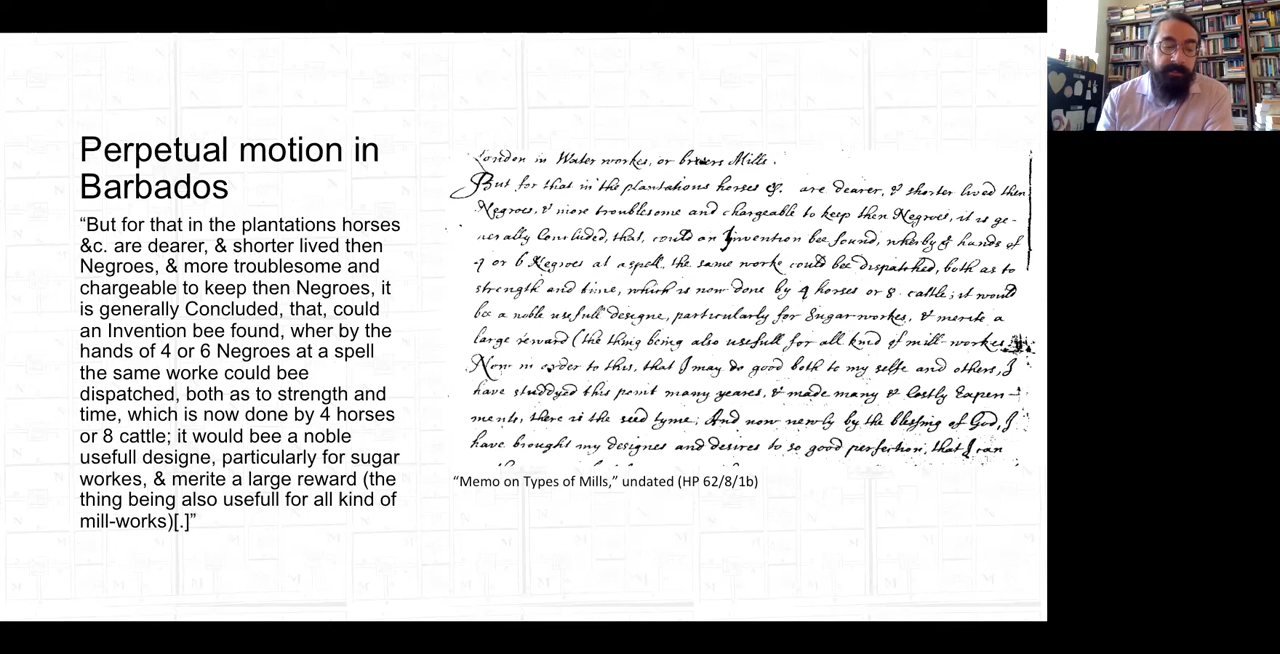 Perpetual motion in
Barbados
“But for that in the plantations horses
&c. are dearer, & shorter lived then
Negroes, & more troublesome and
chargeable to keep then Negroes, it
is generally Concluded, that, could
an Invention bee found, wher by the
hands of 4 or 6 Negroes at a spell
the same worke could bee
dispatched, both as to strength and
time, which is now done by 4 horses
or 8 cattle; it would bee a noble
usefull designe, particularly for sugar
workes, & merite a large reward (the
thing being also usefull for all kind of
mill-works)[.]”
London in Water workes, or Mills.
But for that in the plantations horses &c. are dearer, & shorter lived then
Negroes, & more troublesome and chargeable to keep then Negroes, it is ge-
nerally Concluded, that, could an Invention bee found, wherby ye hands of
4 or 6 Negroes at a spell, the same worke could bee dispatched, both as to
strength and time, which is now done by 4 horses or 8. cattle; it would
be a noble usefull designe, particularly for Sugar workes, & merite a
large reward (the thing being also usefull for all kind of mill-workes
Now in order to this, that I may do good both to my selfe and others, I
have studdyed this point many yeares, & made many & Costly Experi-
ments, there is the seed tyme; And now newly by the blessing of God, I
have brought my designes and desires to so good perfection, that I can
“Memo on Types of Mills,” undated (HP 62/8/1b)